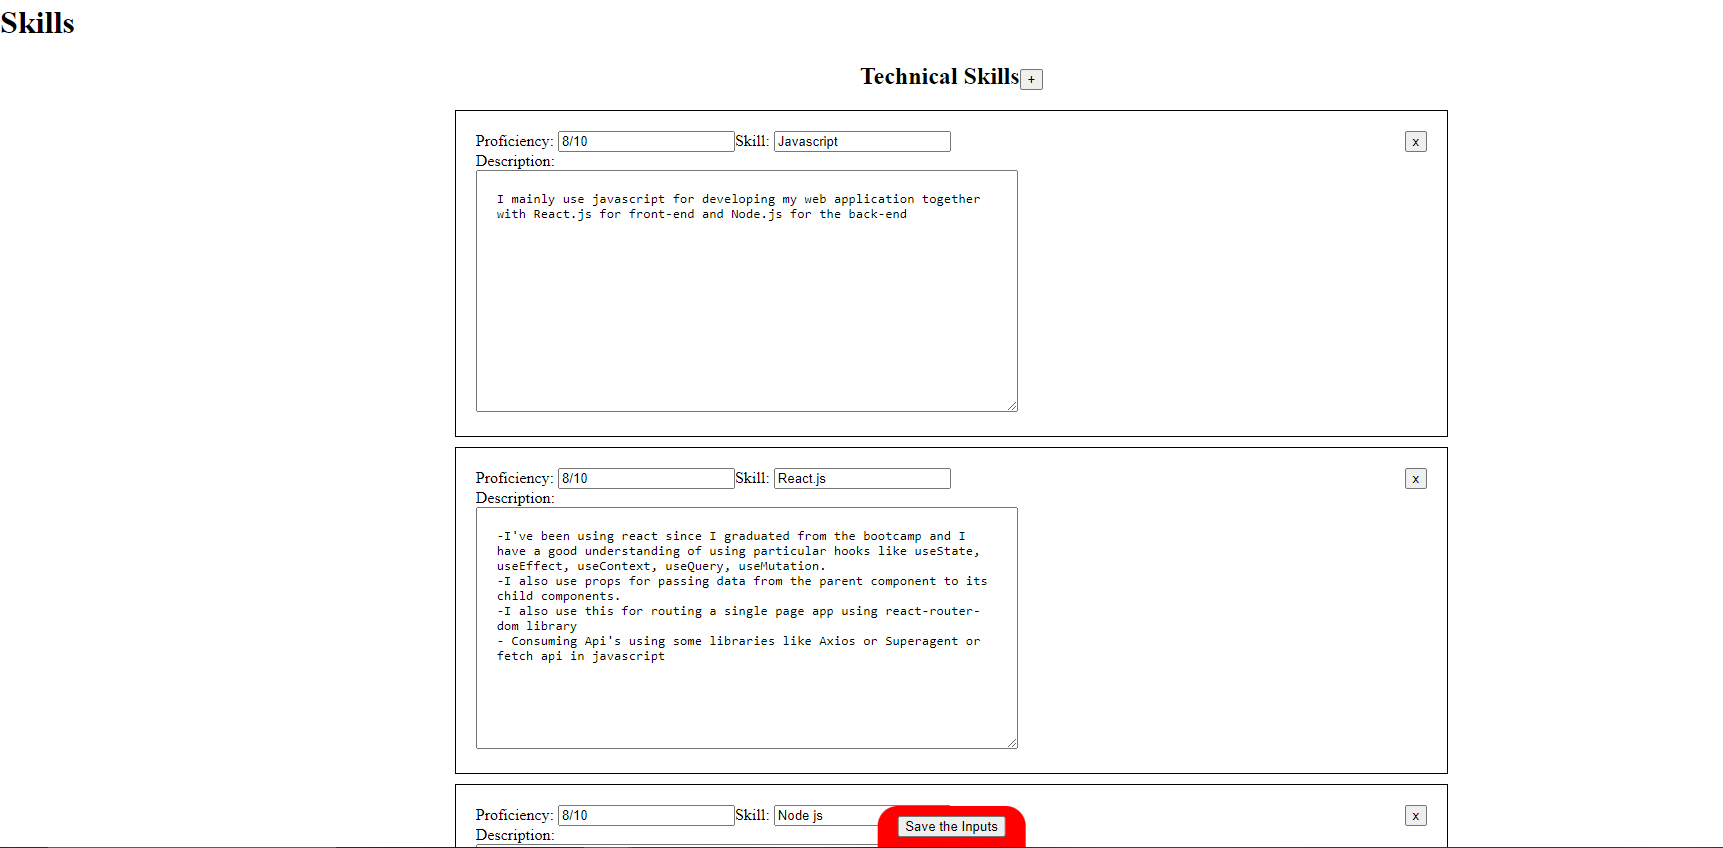 Skills
Technical Skills +
Proficiency: 8/10 Skill: Javascript x
Description:
I mainly use javascript for developing my web application together
with React.js for front-end and Node.js for the back-end
Proficiency: 8/10 Skill: React.js x
Description:
-I've been using react since I graduated from the bootcamp and I
have a good understanding of using particular hooks like useState,
useEffect, useContext, useQuery, useMutation.
-I also use props for passing data from the parent component to its
child components.
-I also use this for routing a single page app using react-router-
dom library
- Consuming Api's using some libraries like Axios or Superagent or
fetch api in javascript
Proficiency: 8/10 Skill: Node js x
Save the Inputs
Description: